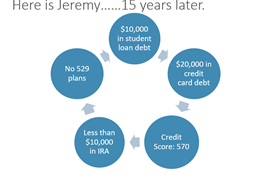 Here is Jeremy……15 years later.
$10,000
in student
loan debt
$20,000 in
credit
card debt
Credit
Score: 570
Less than
$10,000
in IRA
No 529
plans